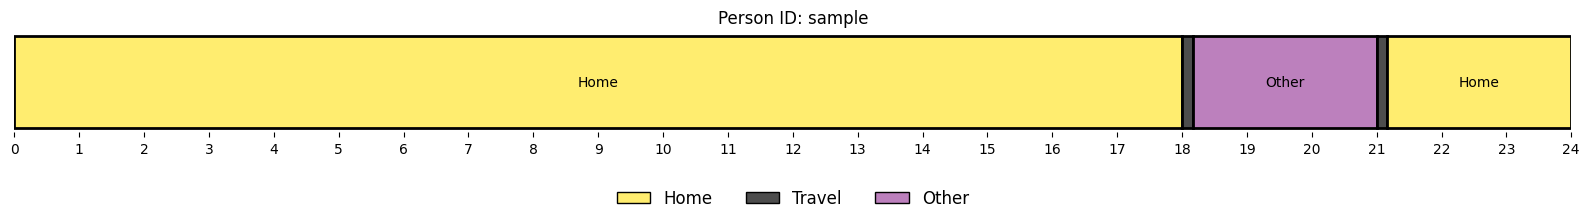 Person ID: sample
Home Other Home
0 1 2 3 4 5 6 7 8 9 10 11 12 13 14 15 16 17 18 19 20 21 22 23 24
Home Travel Other